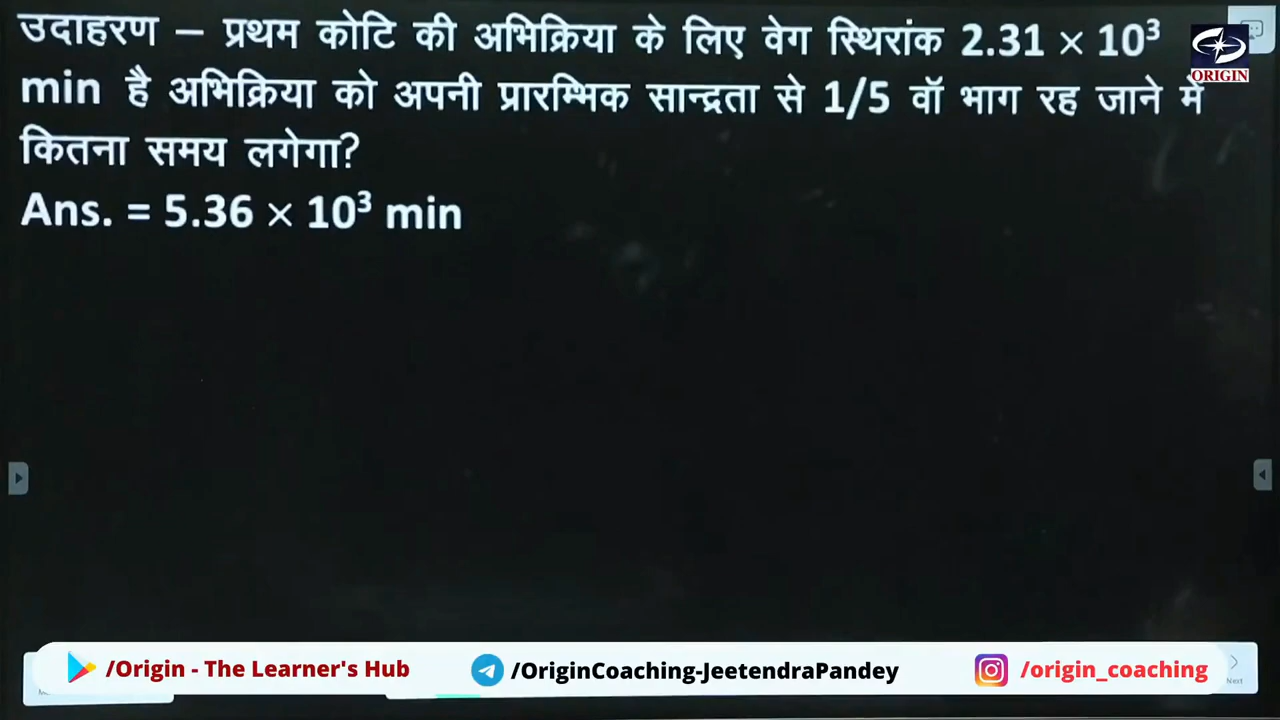 उदाहरण – प्रथम कोटि की अभिक्रिया के लिए वेग स्थिरांक 2.31 × 10³
min है अभिक्रिया को अपनी प्रारम्भिक सान्द्रता से 1/5 वॉ भाग रह जाने में
कितना समय लगेगा?
Ans. = 5.36 × 10³ min
ORIGIN
/Origin - The Learner's Hub
/OriginCoaching-JeetendraPandey
/origin_coaching
Next